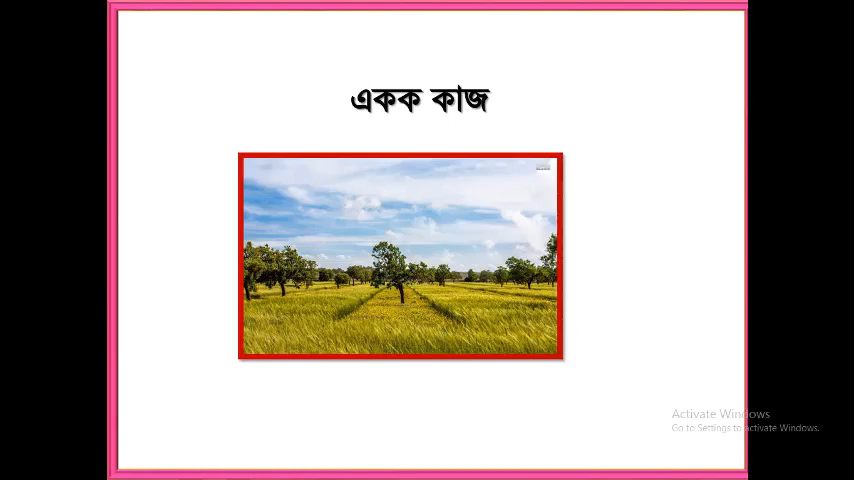 একক কাজ
Activate Windows
Go to Settings to activate Windows.